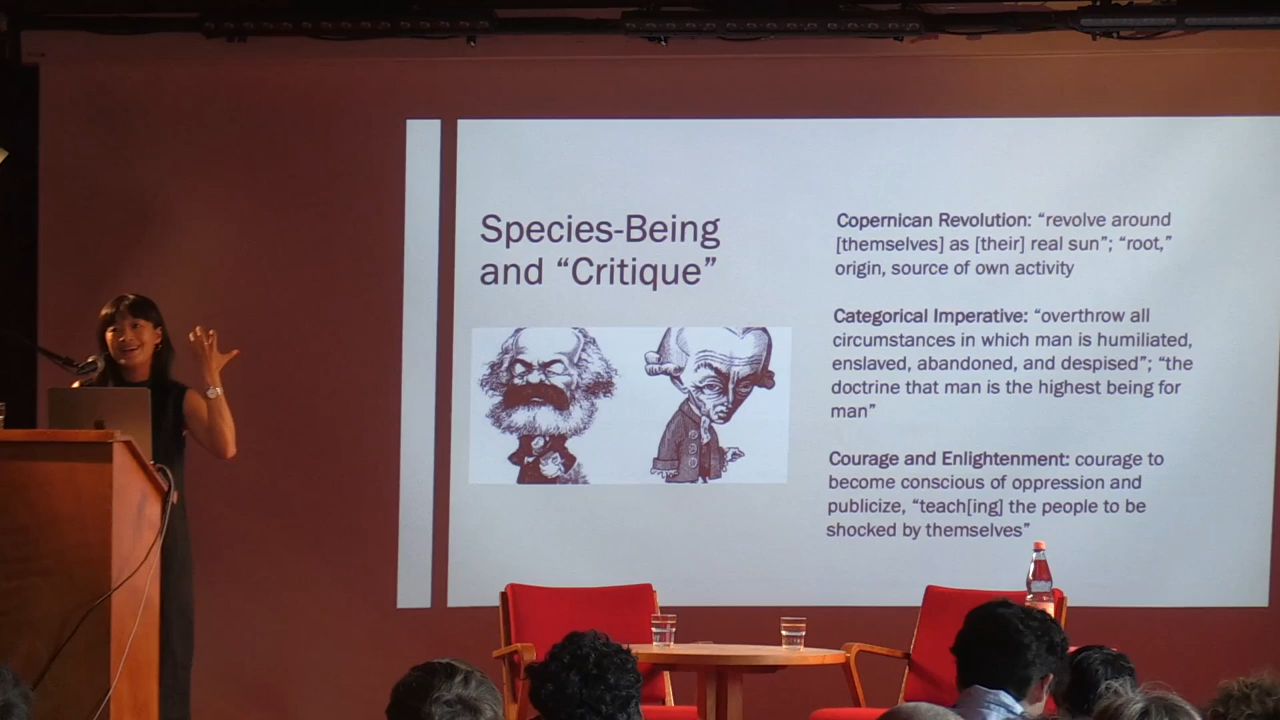 Species-Being
and “Critique”
Copernican Revolution: “revolve around
[themselves] as [their] real sun”; “root,”
origin, source of own activity
Categorical Imperative: “overthrow all
circumstances in which man is humiliated,
enslaved, abandoned, and despised”; “the
doctrine that man is the highest being for
man”
Courage and Enlightenment: courage to
become conscious of oppression and
publicize, “teach[ing] the people to be
shocked by themselves”